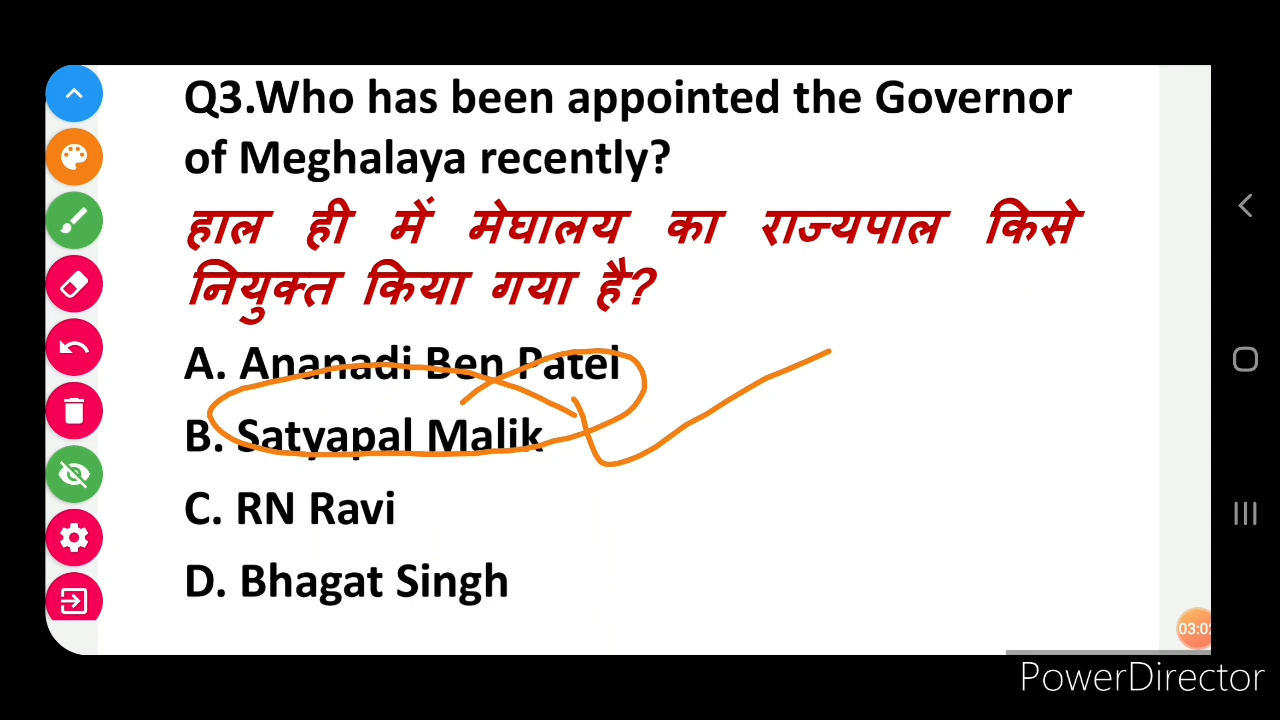 Q3.Who has been appointed the Governor
of Meghalaya recently?
हाल ही में मेघालय का राज्यपाल किसे
नियुक्त किया गया है?
A. Ananadi Ben Patel
B. Satyapal Malik
C. RN Ravi
D. Bhagat Singh
PowerDirector